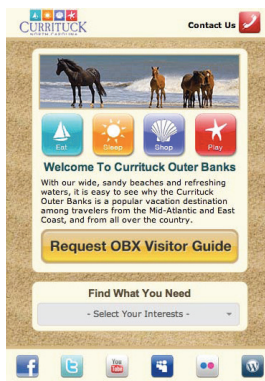 CURRITUCK
NORTH CAROLINA
Contact Us
Eat
Sleep
Shop
Play
Welcome To Currituck Outer Banks
With our wide, sandy beaches and refreshing
waters, it is easy to see why the Currituck
Outer Banks is a popular vacation destination
among travelers from the Mid-Atlantic and East
Coast, and from all over the country.
Request OBX Visitor Guide
Find What You Need
- Select Your Interests -
f
t
You
Tube
W